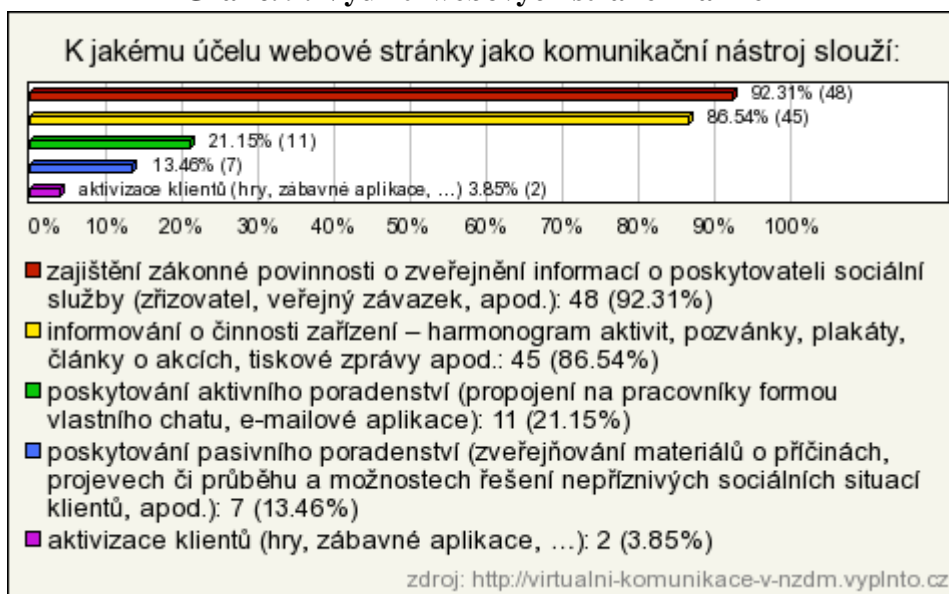 K jakému účelu webové stránky jako komunikační nástroj slouží:
92.31% (48)
86.54% (45)
21.15% (11)
13.46% (7)
aktivizace klientů (hry, zábavné aplikace, ...) 3.85% (2)
0% 10% 20% 30% 40% 50% 60% 70% 80% 90% 100%
zajištění zákonné povinnosti o zveřejnění informací o poskytovateli sociální
služby (zřizovatel, veřejný závazek, apod.): 48 (92.31%)
informování o činnosti zařízení – harmonogram aktivit, pozvánky, plakáty,
články o akcích, tiskové zprávy apod.: 45 (86.54%)
poskytování aktivního poradenství (propojení na pracovníky formou
vlastního chatu, e-mailové aplikace): 11 (21.15%)
poskytování pasivního poradenství (zveřejňování materiálů o příčinách,
projevech či průběhu a možnostech řešení nepříznivých sociálních situací
klientů, apod.): 7 (13.46%)
aktivizace klientů (hry, zábavné aplikace, ...): 2 (3.85%)
zdroj: http://virtualni-komunikace-v-nzdm.vyplnto.cz